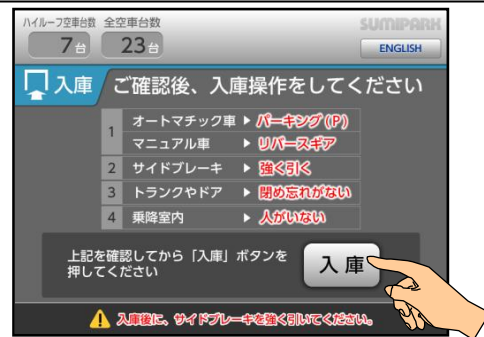 ハイルーフ空車台数 全空車台数
7台 23台
SUMIPARK
ENGLISH
入庫 ご確認後、入庫操作をしてください
1 オートマチック車 ▶ パーキング(P)
マニュアル車 ▶ リバースギア
2 サイドブレーキ ▶ 強く引く
3 トランクやドア ▶ 閉め忘れがない
4 乗降室内 ▶ 人がいない
上記を確認してから「入庫」ボタンを
押してください
入庫
入庫後に、サイドブレーキを強く引いてください。